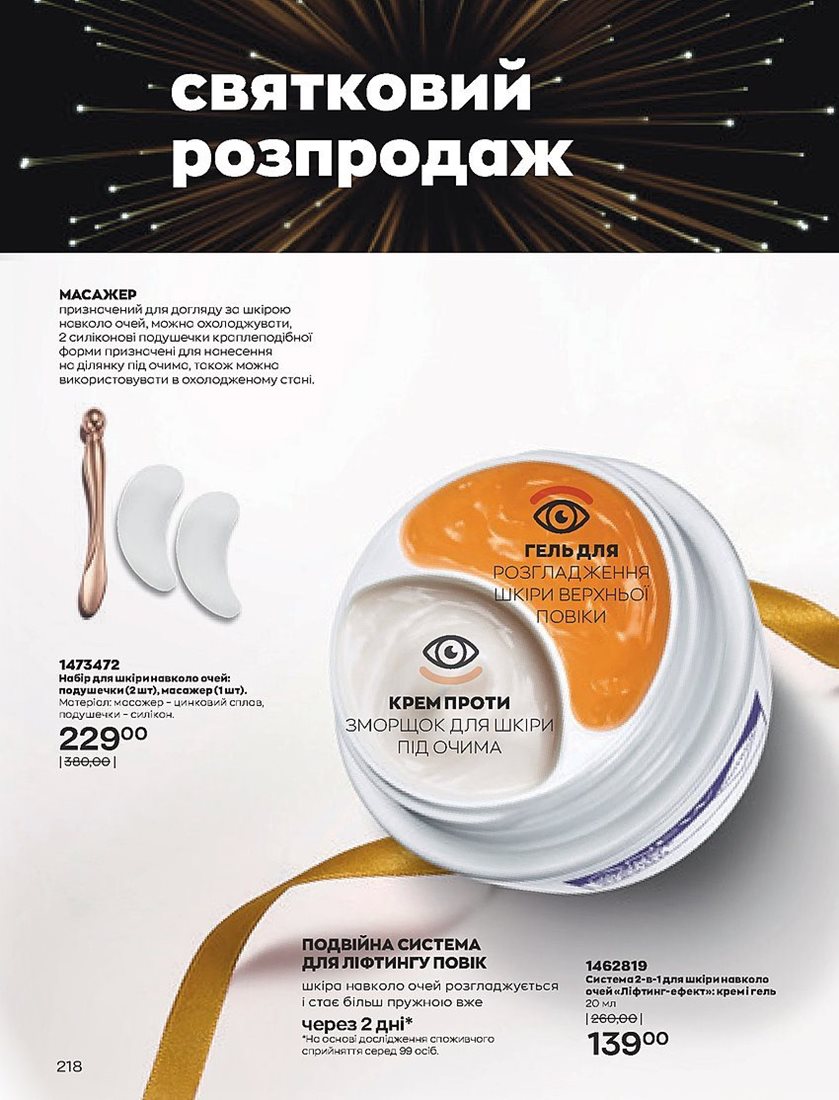 святковий
розпродаж
МАСАЖЕР
призначений для догляду за шкірою
навколо очей, можна охолоджувати,
2 силіконові подушечки краплеподібної
форми призначені для нанесення
на ділянку під очима, також можна
використовувати в охолодженому стані.
1473472
Набір для шкіри навколо очей:
подушечки (2 шт), масажер (1 шт).
Матеріал: масажер – цинковий сплав,
подушечки – силікон.
229⁰⁰
|380,00|
ГЕЛЬ ДЛЯ
РОЗГЛАДЖЕННЯ
ШКІРИ ВЕРХНЬОЇ
ПОВІКИ
КРЕМ ПРОТИ
ЗМОРЩОК ДЛЯ ШКІРИ
ПІД ОЧИМА
ПОДВІЙНА СИСТЕМА
ДЛЯ ЛІФТИНГУ ПОВІК
шкіра навколо очей розгладжується
і стає більш пружною вже
через 2 дні*
*На основі дослідження споживчого
сприйняття серед 99 осіб.
1462819
Система 2-в-1 для шкіри навколо
очей «Ліфтинг-ефект»: крем і гель
20 мл
|260,00|
139⁰⁰
218